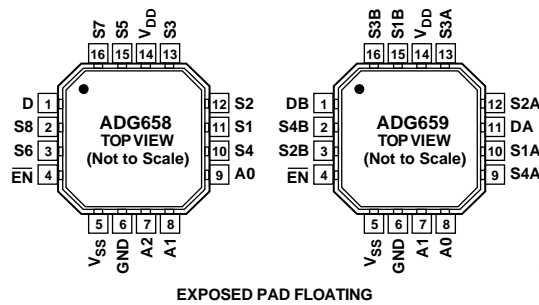 S7 S5 VDD S3
16 15 14 13
D 1
S8 2
S6 3
EN 4
ADG658
TOP VIEW
(Not to Scale)
12 S2
11 S1
10 S4
9 A0
5 6 7 8
VSS GND A2 A1
S3B S1B VDD S3A
16 15 14 13
DB 1
S4B 2
S2B 3
EN 4
ADG659
TOP VIEW
(Not to Scale)
12 S2A
11 DA
10 S1A
9 S4A
5 6 7 8
VSS GND A1 A0
EXPOSED PAD FLOATING